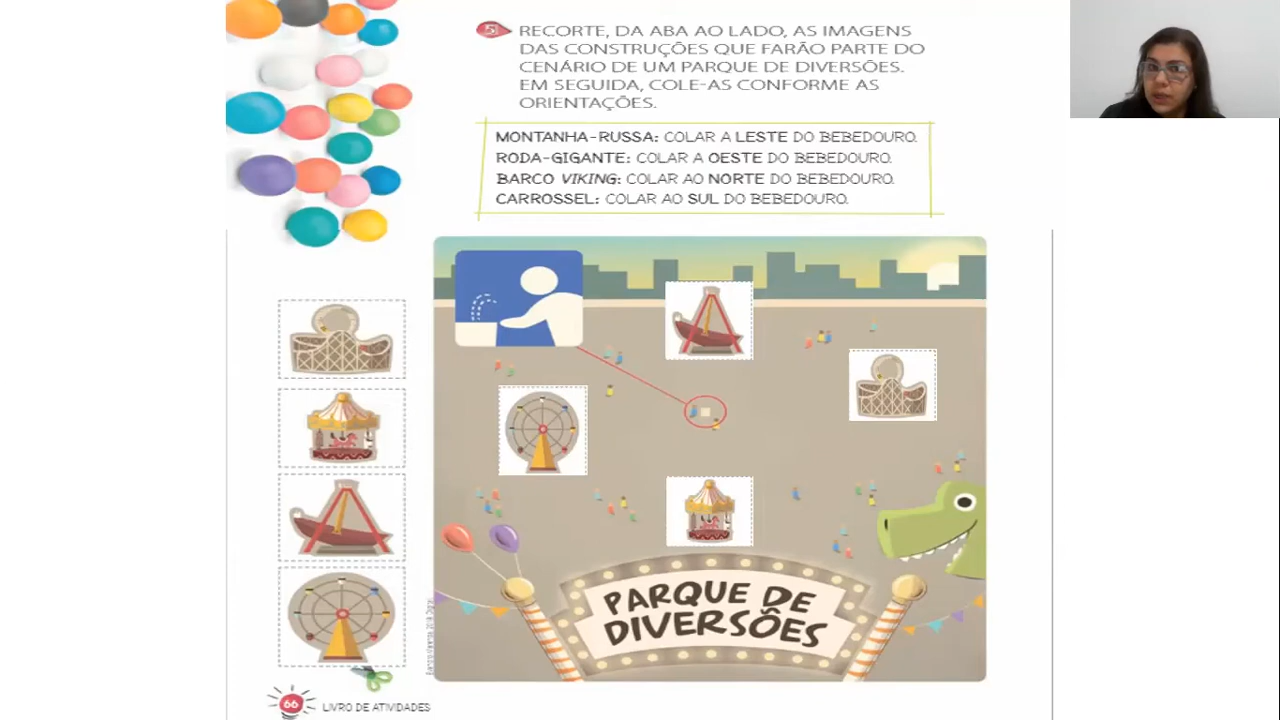 5 RECORTE, DA ABA AO LADO, AS IMAGENS
DAS CONSTRUÇÕES QUE FARÃO PARTE DO
CENÁRIO DE UM PARQUE DE DIVERSÕES.
EM SEGUIDA, COLE-AS CONFORME AS
ORIENTAÇÕES.
MONTANHA-RUSSA: COLAR A LESTE DO BEBEDOURO.
RODA-GIGANTE: COLAR A OESTE DO BEBEDOURO.
BARCO VIKING: COLAR AO NORTE DO BEBEDOURO.
CARROSSEL: COLAR AO SUL DO BEBEDOURO.
PARQUE DE
DIVERSÕES
66 LIVRO DE ATIVIDADES